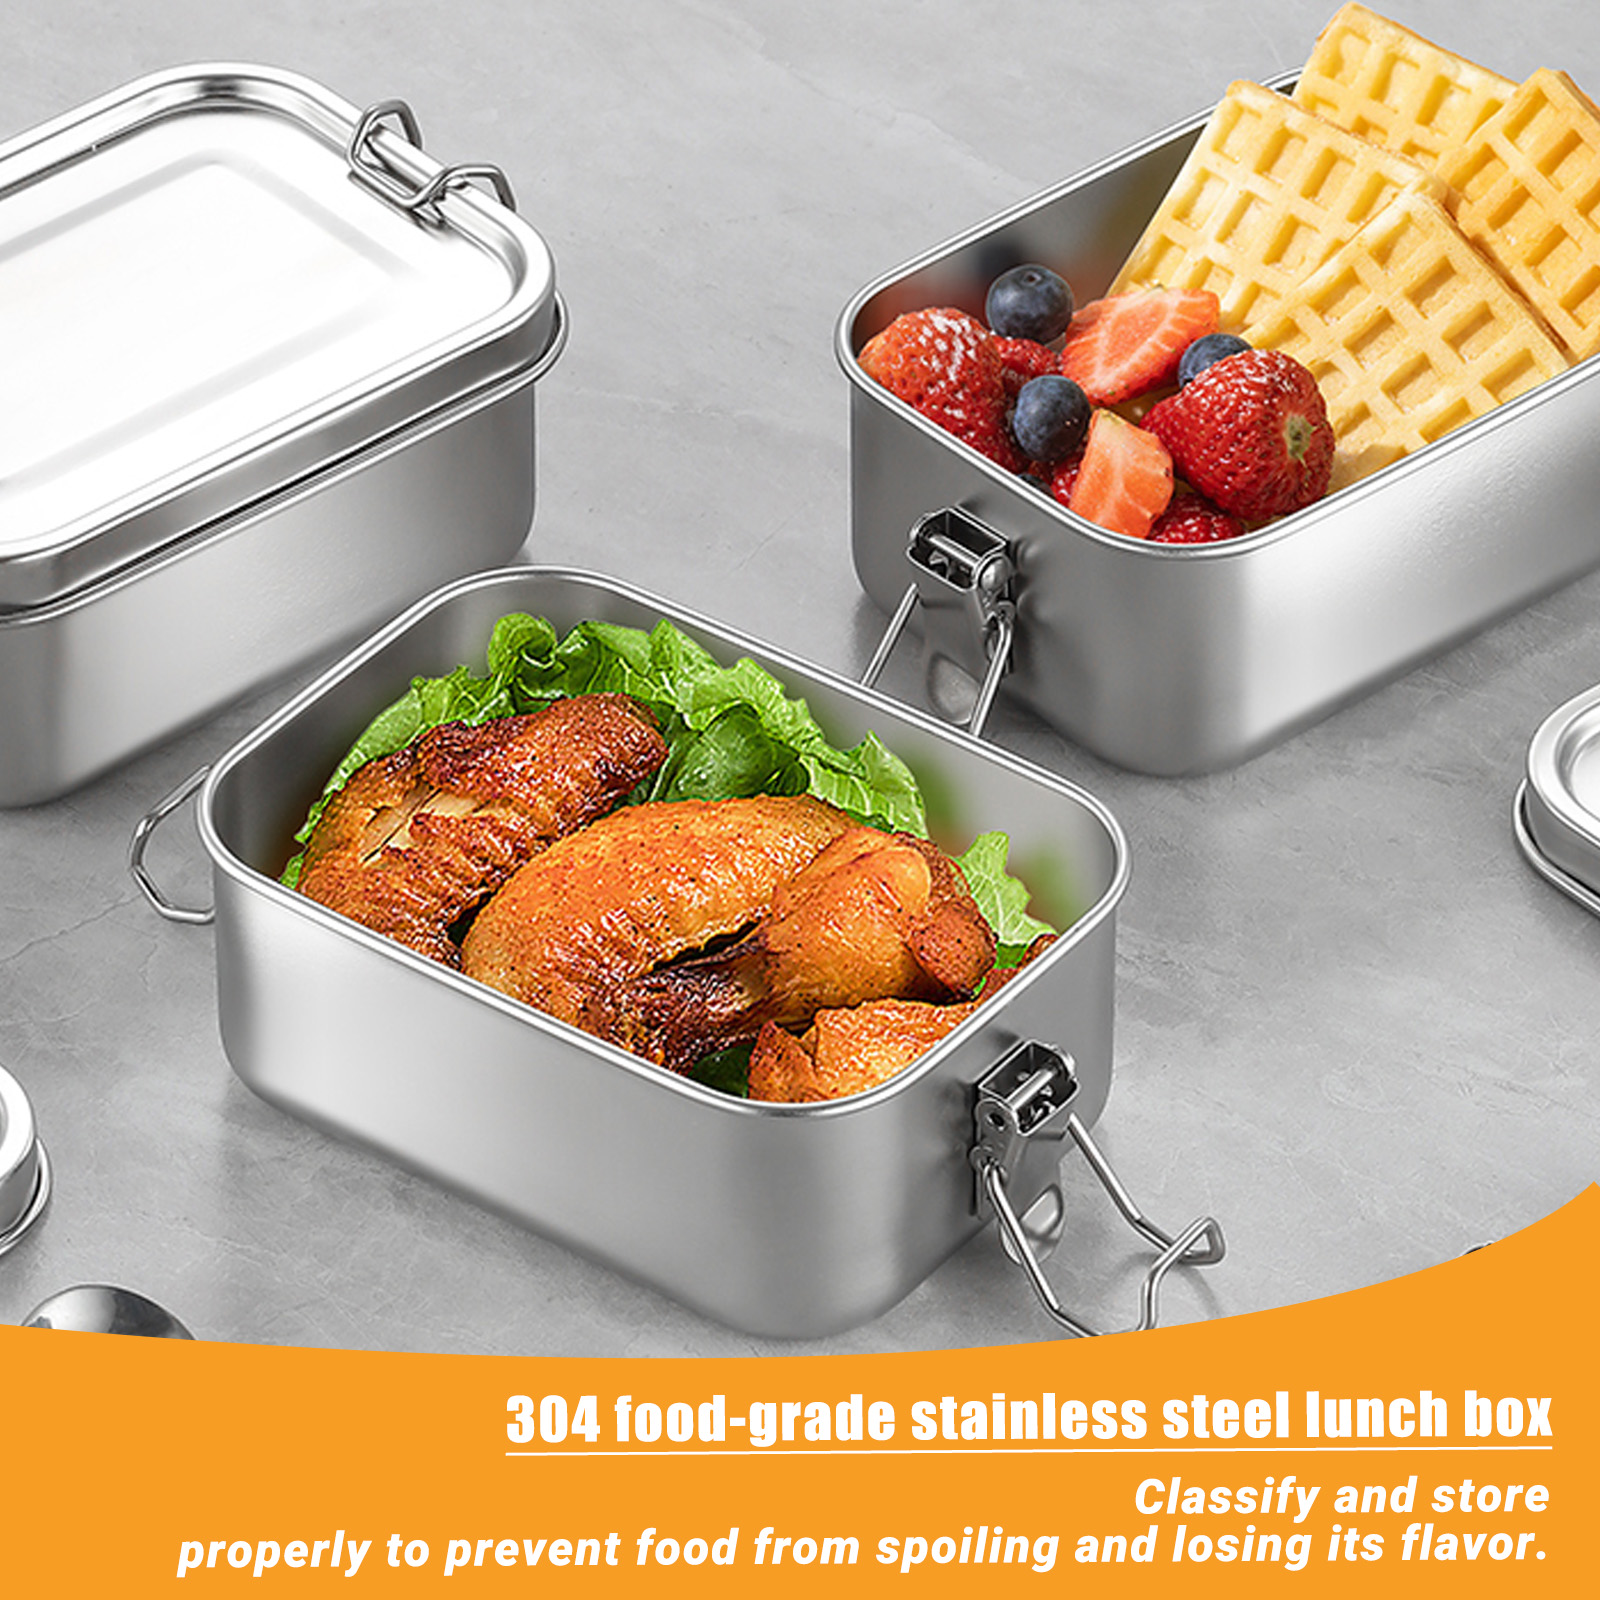 304 food-grade stainless steel lunch box
Classify and store
properly to prevent food from spoiling and losing its flavor.